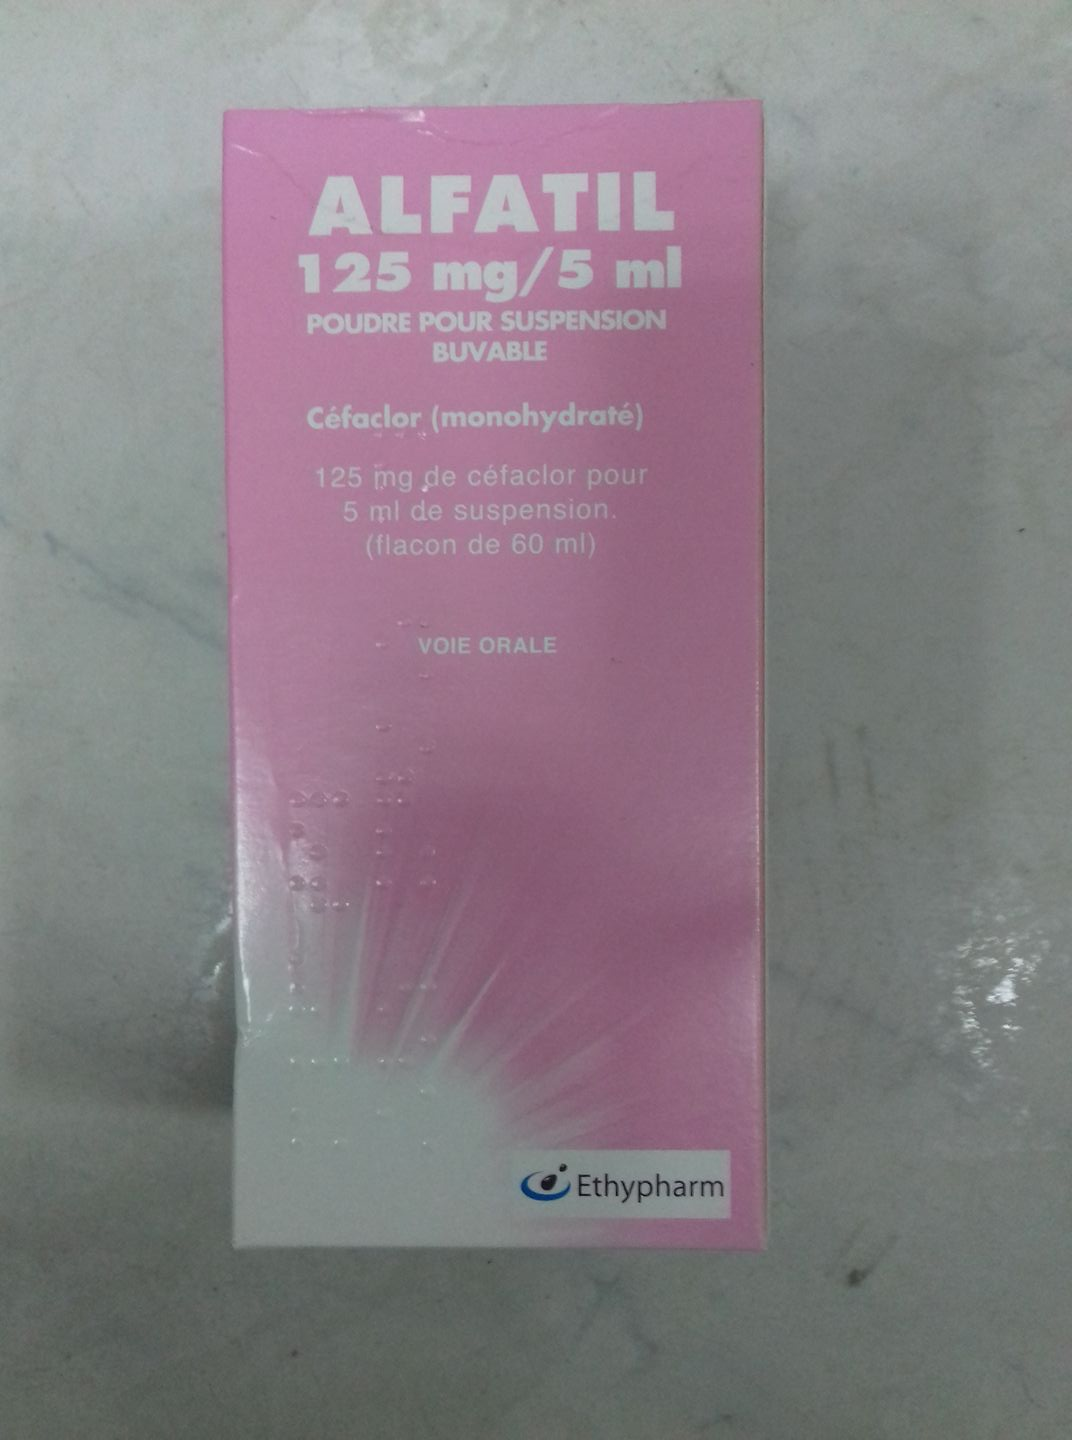 ALFATIL
125 mg/5 ml
POUDRE POUR SUSPENSION
BUVABLE
Céfaclor (monohydraté)
125 mg de céfaclor pour
5 ml de suspension.
(flacon de 60 ml)
VOIE ORALE
Ethypharm